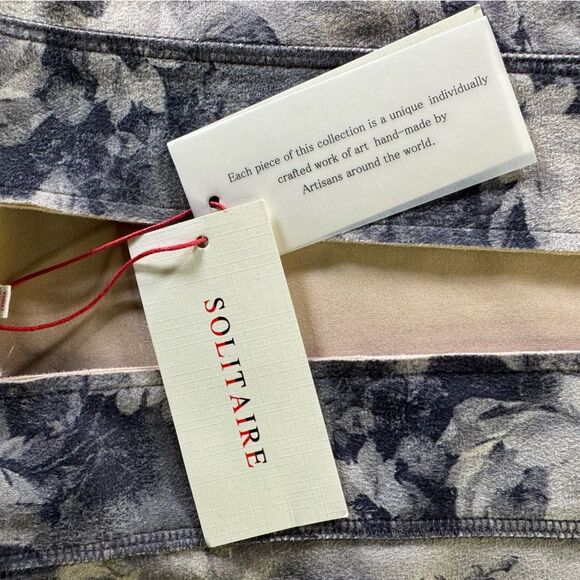 Each piece of this collection is a unique individually
crafted work of art hand-made by
Artisans around the world.
SOLITAIRE